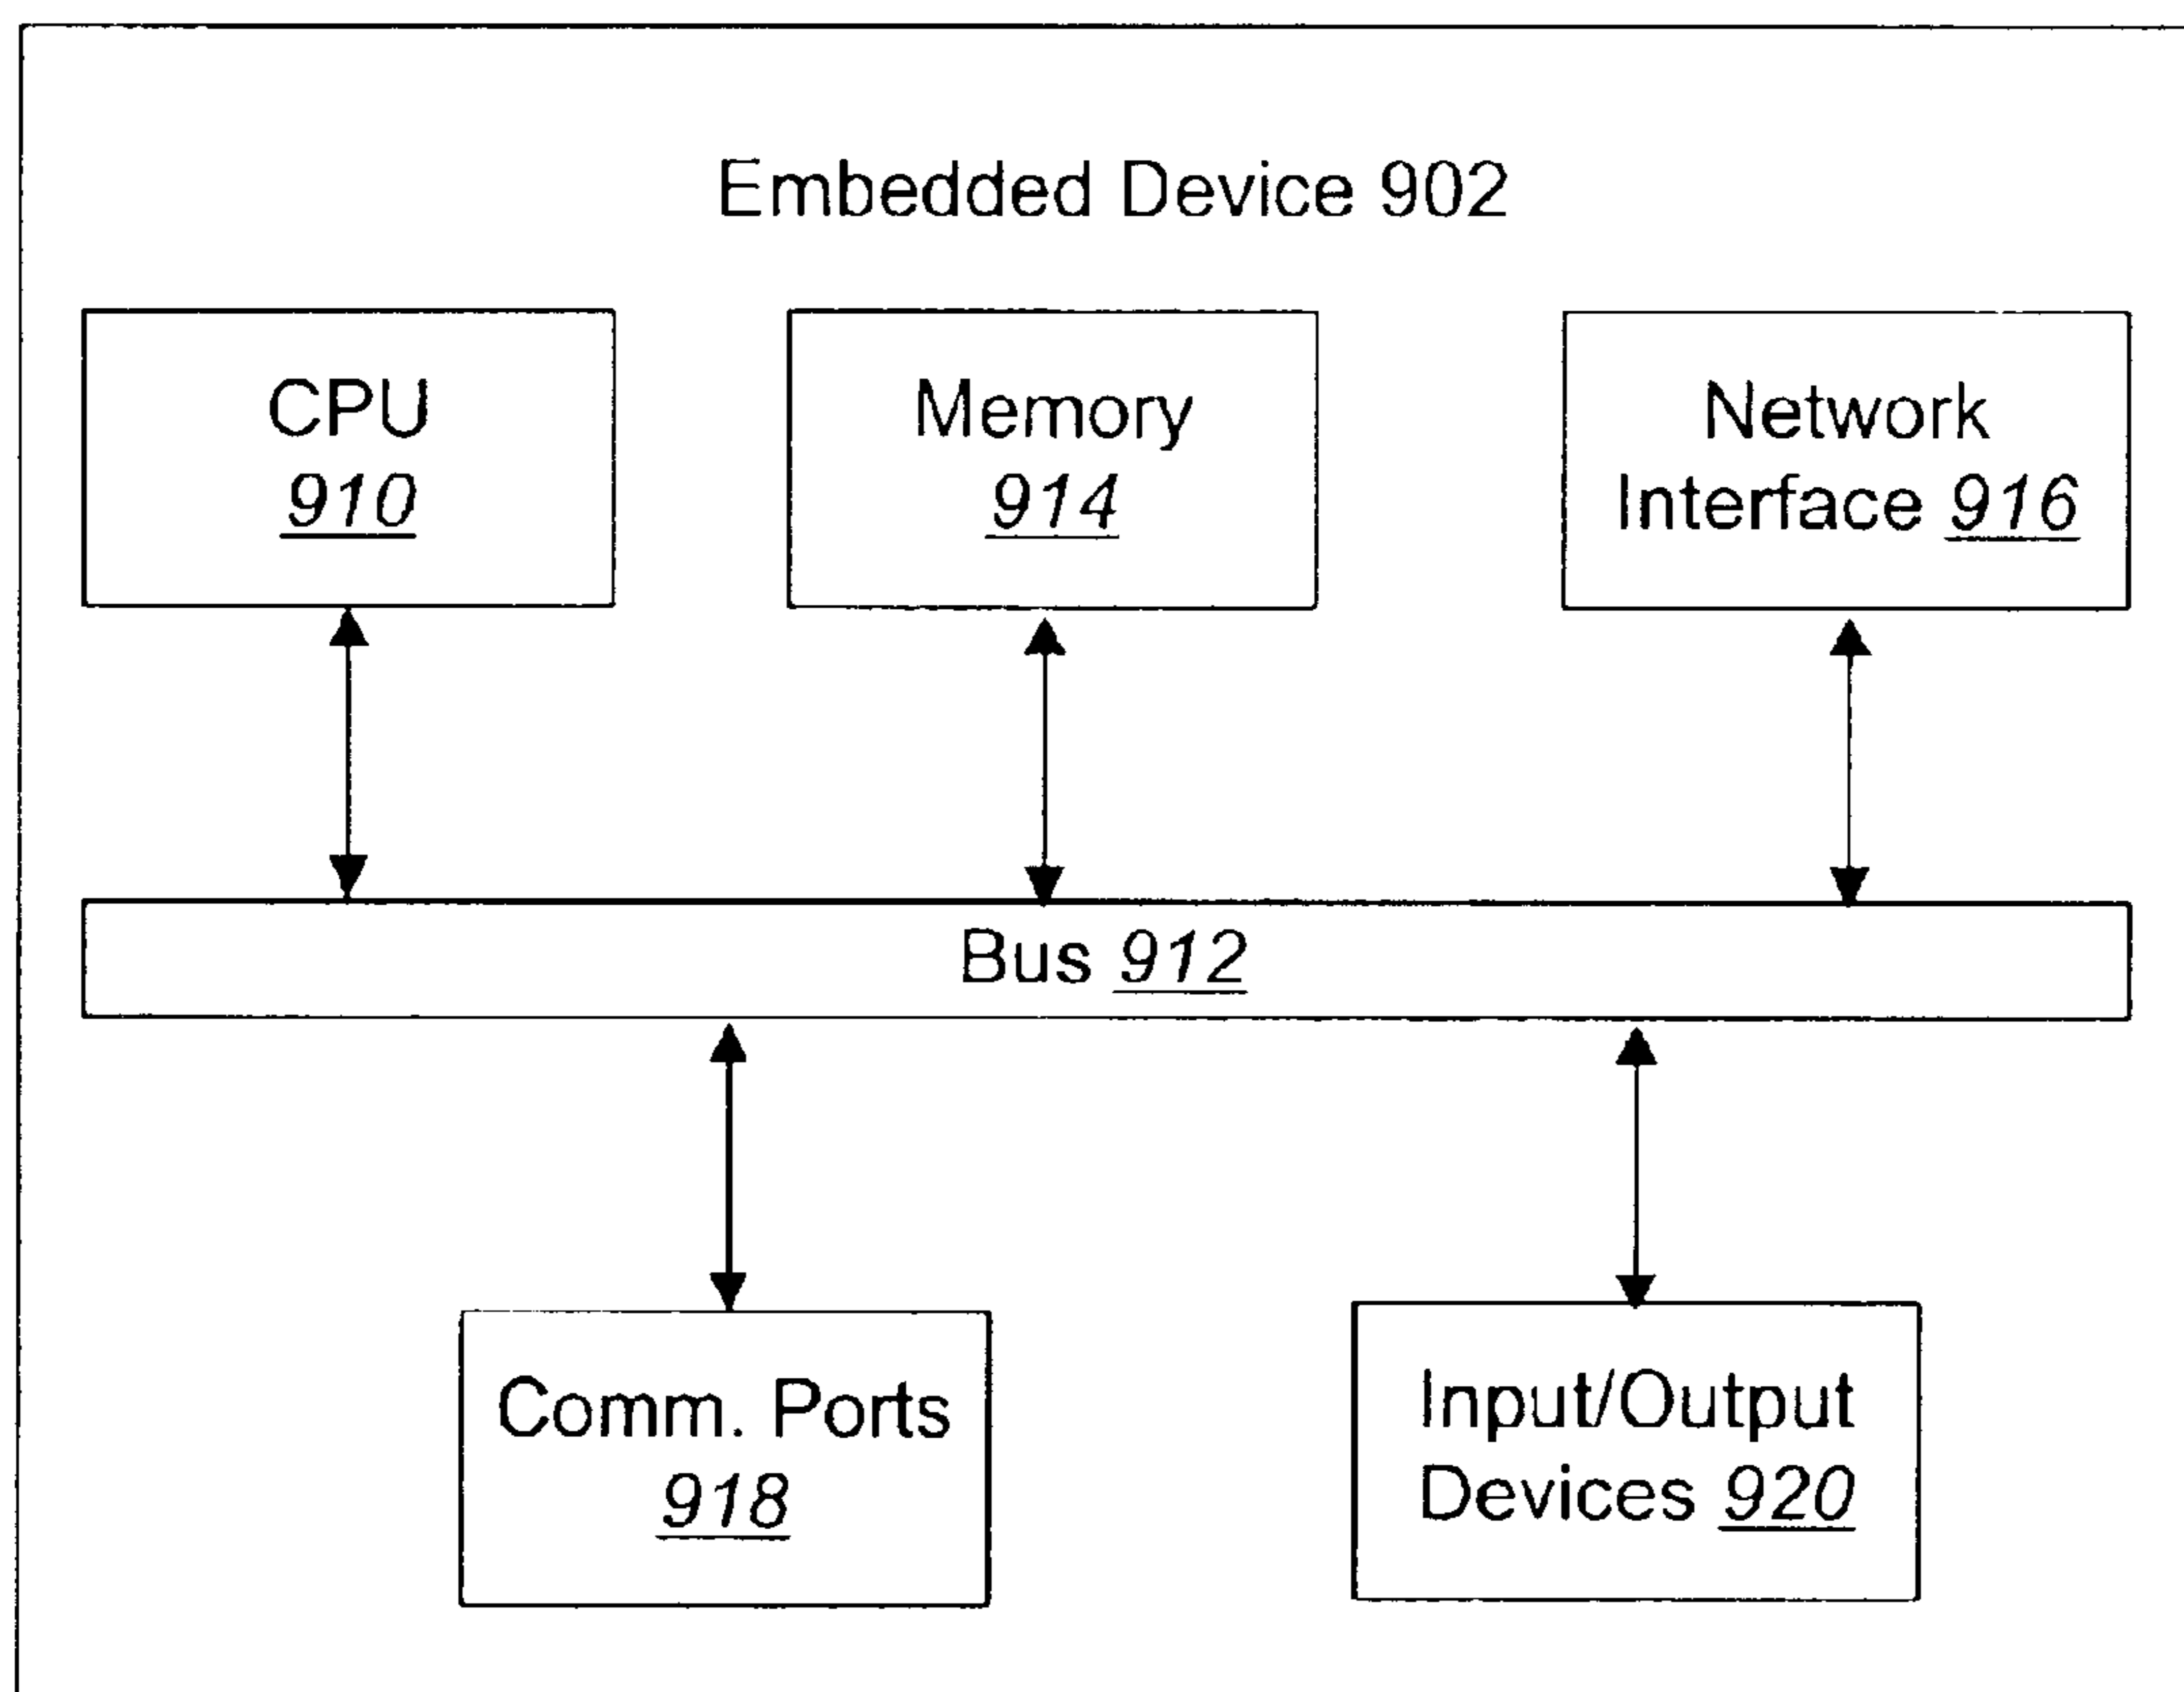 Embedded Device 902
CPU
910
Memory
914
Network
Interface 916
Bus 912
Comm. Ports
918
Input/Output
Devices 920